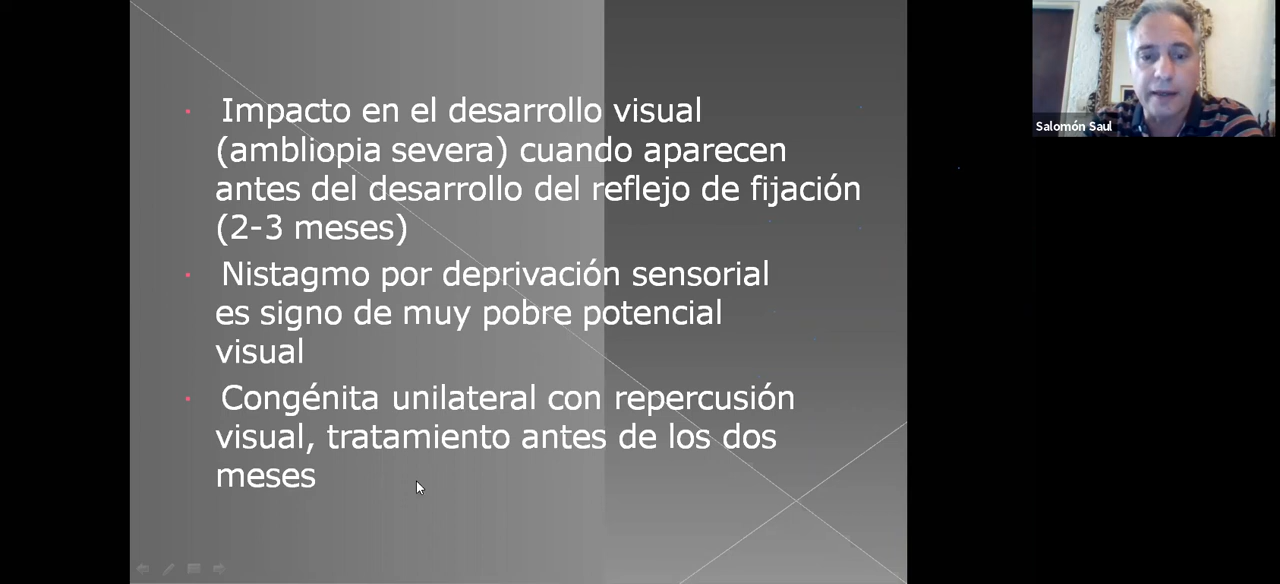 · Impacto en el desarrollo visual
(ambliopia severa) cuando aparecen
antes del desarrollo del reflejo de fijación
(2-3 meses)
· Nistagmo por deprivación sensorial
es signo de muy pobre potencial
visual
· Congénita unilateral con repercusión
visual, tratamiento antes de los dos
meses
Salomón Saul